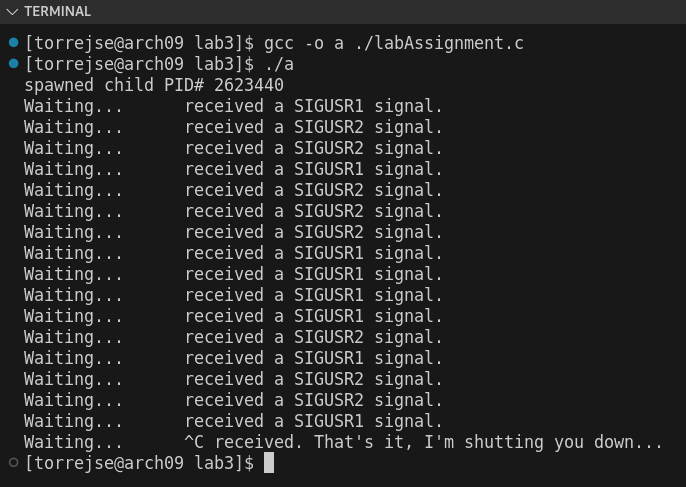 TERMINAL
[torrejse@arch09 lab3]$ gcc -o a ./labAssignment.c
[torrejse@arch09 lab3]$ ./a
spawned child PID# 2623440
Waiting...      received a SIGUSR1 signal.
Waiting...      received a SIGUSR2 signal.
Waiting...      received a SIGUSR2 signal.
Waiting...      received a SIGUSR1 signal.
Waiting...      received a SIGUSR2 signal.
Waiting...      received a SIGUSR2 signal.
Waiting...      received a SIGUSR2 signal.
Waiting...      received a SIGUSR1 signal.
Waiting...      received a SIGUSR1 signal.
Waiting...      received a SIGUSR1 signal.
Waiting...      received a SIGUSR1 signal.
Waiting...      received a SIGUSR2 signal.
Waiting...      received a SIGUSR1 signal.
Waiting...      received a SIGUSR2 signal.
Waiting...      received a SIGUSR2 signal.
Waiting...      received a SIGUSR1 signal.
Waiting...      ^C received. That's it, I'm shutting you down...
[torrejse@arch09 lab3]$